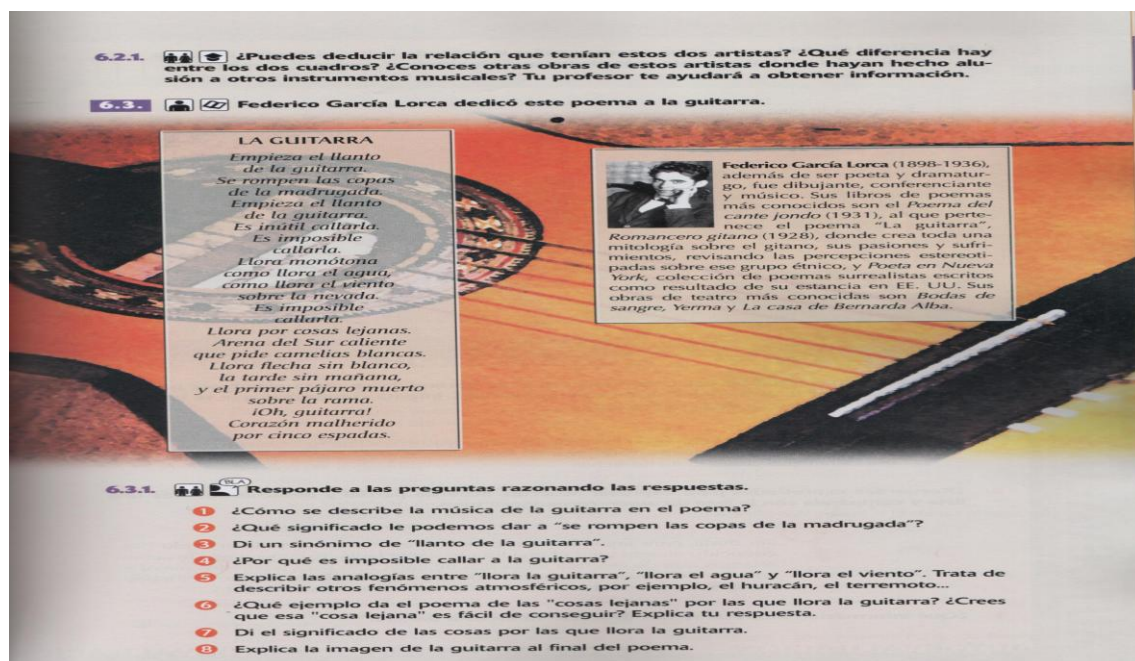 6.2.1. ¿Puedes deducir la relación que tenían estos dos artistas? ¿Qué diferencia hay
entre los dos cuadros? ¿Conoces otras obras de estos artistas donde hayan hecho alu-
sión a otros instrumentos musicales? Tu profesor te ayudará a obtener información.
6.3. Federico García Lorca dedicó este poema a la guitarra.
LA GUITARRA
Empieza el llanto
de la guitarra.
Se rompen las copas
de la madrugada.
Empieza el llanto
de la guitarra.
Es inútil callarla.
Es imposible
callarla.
Llora monótona
como llora el agua,
como llora el viento
sobre la nevada.
Es imposible
callarla.
Llora por cosas lejanas.
Arena del Sur caliente
que pide camelias blancas.
Llora flecha sin blanco,
la tarde sin mañana,
y el primer pájaro muerto
sobre la rama.
¡Oh, guitarra!
Corazón malherido
por cinco espadas.
Federico García Lorca (1898-1936),
además de ser poeta y dramatur-
go, fue dibujante, conferenciante
y músico. Sus libros de poemas
más conocidos son el Poema del
cante jondo (1931), al que perte-
nece el poema "La guitarra",
Romancero gitano (1928), donde crea toda una
mitología sobre el gitano, sus pasiones y sufri-
mientos, revisando las percepciones estereoti-
padas sobre ese grupo étnico, y Poeta en Nueva
York, colección de poemas surrealistas escritos
como resultado de su estancia en EE. UU. Sus
obras de teatro más conocidas son Bodas de
sangre, Yerma y La casa de Bernarda Alba.
6.3.1. BLA Responde a las preguntas razonando las respuestas.
1 ¿Cómo se describe la música de la guitarra en el poema?
2 ¿Qué significado le podemos dar a "se rompen las copas de la madrugada"?
3 Di un sinónimo de "llanto de la guitarra".
4 ¿Por qué es imposible callar a la guitarra?
5 Explica las analogías entre "llora la guitarra", "llora el agua" y "llora el viento". Trata de
describir otros fenómenos atmosféricos, por ejemplo, el huracán, el terremoto...
6 ¿Qué ejemplo da el poema de las "cosas lejanas" por las que llora la guitarra? ¿Crees
que esa "cosa lejana" es fácil de conseguir? Explica tu respuesta.
7 Di el significado de las cosas por las que llora la guitarra.
8 Explica la imagen de la guitarra al final del poema.